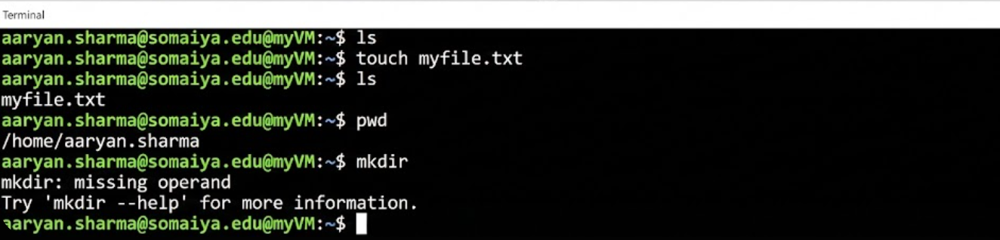 Terminal
aaryan.sharma@somaiya.edu@myVM:~$ ls
aaryan.sharma@somaiya.edu@myVM:~$ touch myfile.txt
aaryan.sharma@somaiya.edu@myVM:~$ ls
myfile.txt
aaryan.sharma@somaiya.edu@myVM:~$ pwd
/home/aaryan.sharma
aaryan.sharma@somaiya.edu@myVM:~$ mkdir
mkdir: missing operand
Try 'mkdir --help' for more information.
aaryan.sharma@somaiya.edu@myVM:~$